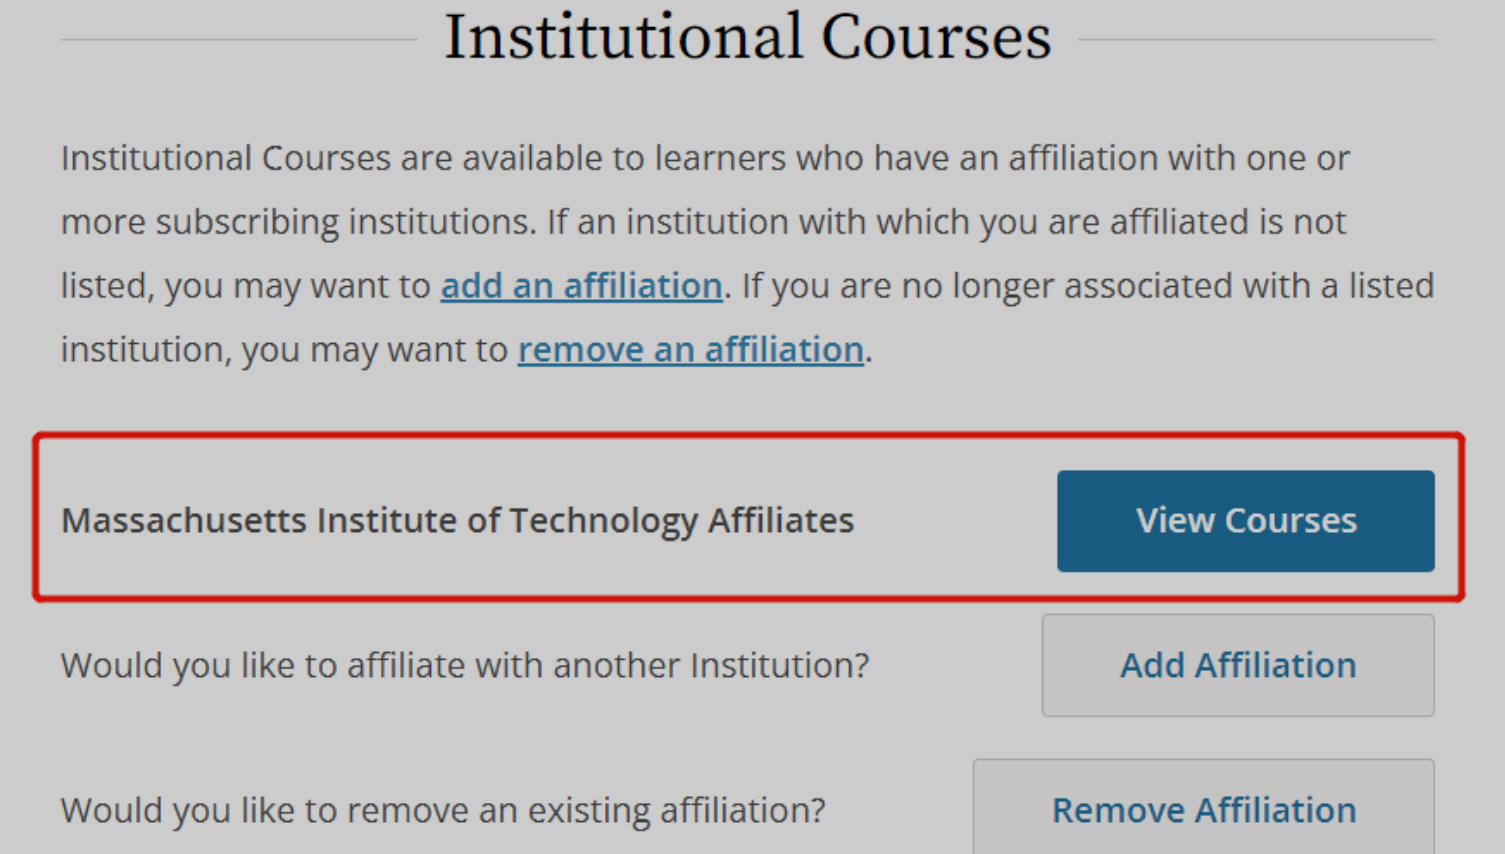 Institutional Courses
Institutional Courses are available to learners who have an affiliation with one or
more subscribing institutions. If an institution with which you are affiliated is not
listed, you may want to add an affiliation. If you are no longer associated with a listed
institution, you may want to remove an affiliation.
Massachusetts Institute of Technology Affiliates
View Courses
Would you like to affiliate with another Institution?
Add Affiliation
Would you like to remove an existing affiliation?
Remove Affiliation